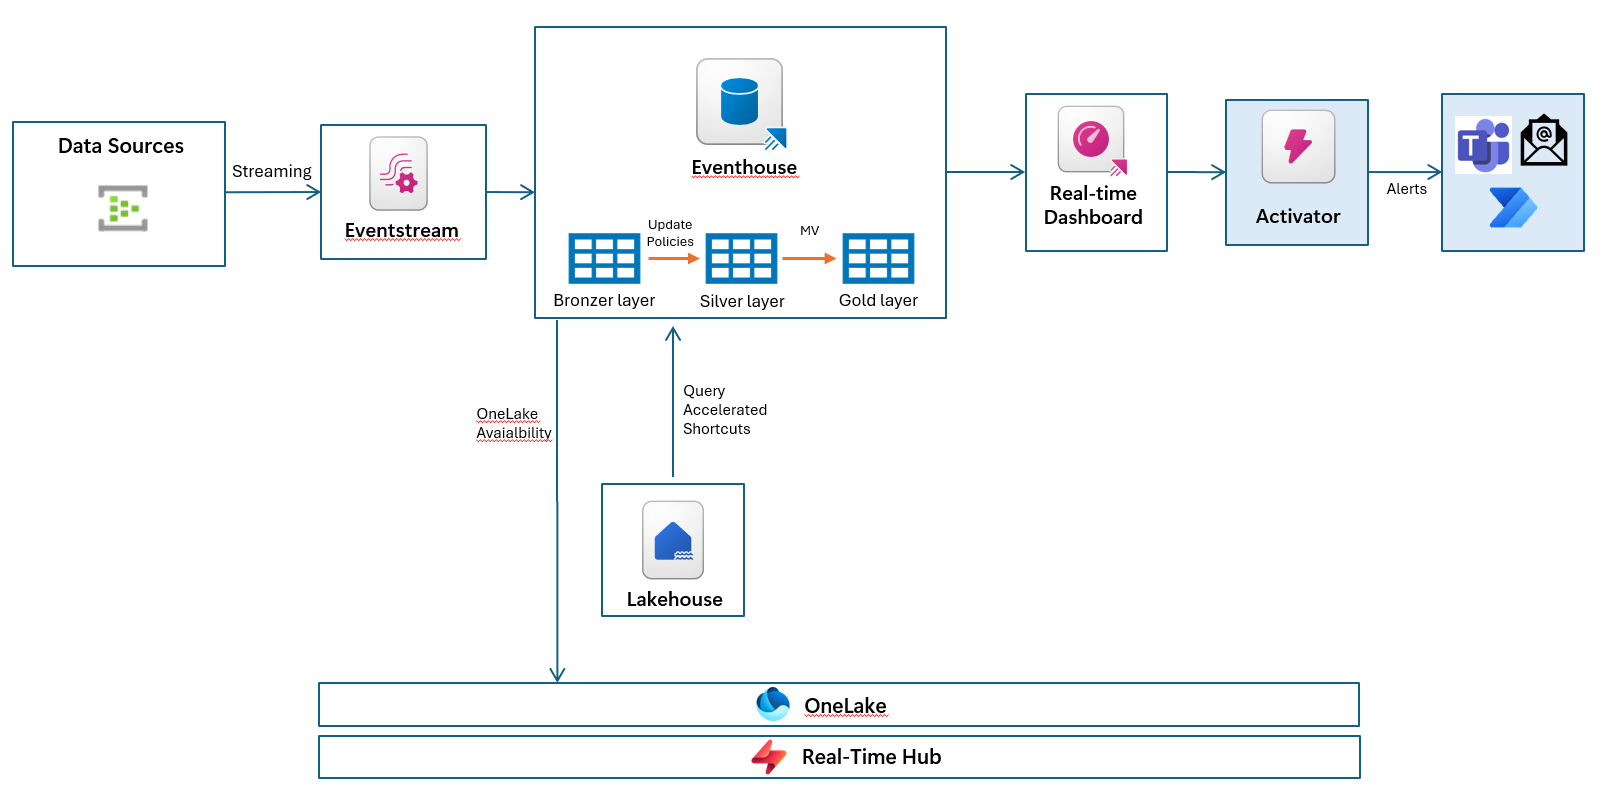 Data Sources
Streaming
Eventstream
Eventhouse
Update
Policies
MV
Bronzer layer
Silver layer
Gold layer
Real-time
Dashboard
Activator
Alerts
T
@
OneLake
Avaialbility
Query
Accelerated
Shortcuts
Lakehouse
OneLake
Real-Time Hub